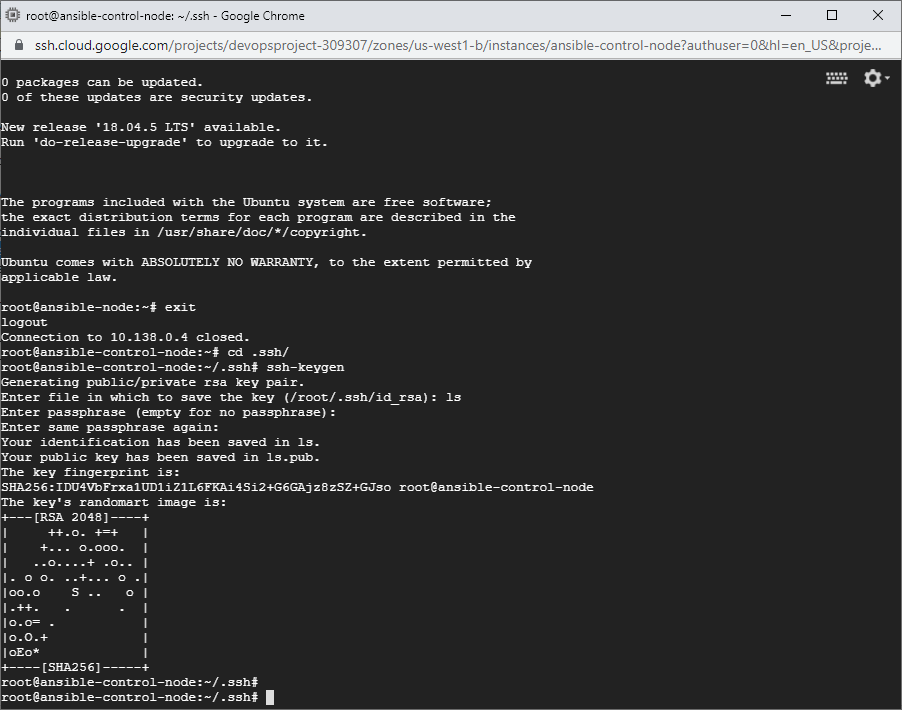 root@ansible-control-node: ~/.ssh - Google Chrome
ssh.cloud.google.com/projects/devopsproject-309307/zones/us-west1-b/instances/ansible-control-node?authuser=0&hl=en_US&proje...
0 packages can be updated.
0 of these updates are security updates.
New release '18.04.5 LTS' available.
Run 'do-release-upgrade' to upgrade to it.
The programs included with the Ubuntu system are free software;
the exact distribution terms for each program are described in the
individual files in /usr/share/doc/*/copyright.
Ubuntu comes with ABSOLUTELY NO WARRANTY, to the extent permitted by
applicable law.
root@ansible-node:~# exit
logout
Connection to 10.138.0.4 closed.
root@ansible-control-node:~# cd .ssh/
root@ansible-control-node:~/.ssh# ssh-keygen
Generating public/private rsa key pair.
Enter file in which to save the key (/root/.ssh/id_rsa): ls
Enter passphrase (empty for no passphrase):
Enter same passphrase again:
Your identification has been saved in ls.
Your public key has been saved in ls.pub.
The key fingerprint is:
SHA256:IDU4VbFrxa1UD1iZ1L6FKAi4Si2+G6GAjz8zSZ+GJso root@ansible-control-node
The key's randomart image is:
+---[RSA 2048]----+
|     ++.o. +=+   |
|    +... o.ooo.  |
|   ..o....+ .o.. |
|. o o. ..+... o .|
|oo.o    S ..   o |
|.++.   .      .  |
|o.o= .           |
|o.O.+            |
|oEo*             |
+----[SHA256]-----+
root@ansible-control-node:~/.ssh#
root@ansible-control-node:~/.ssh#